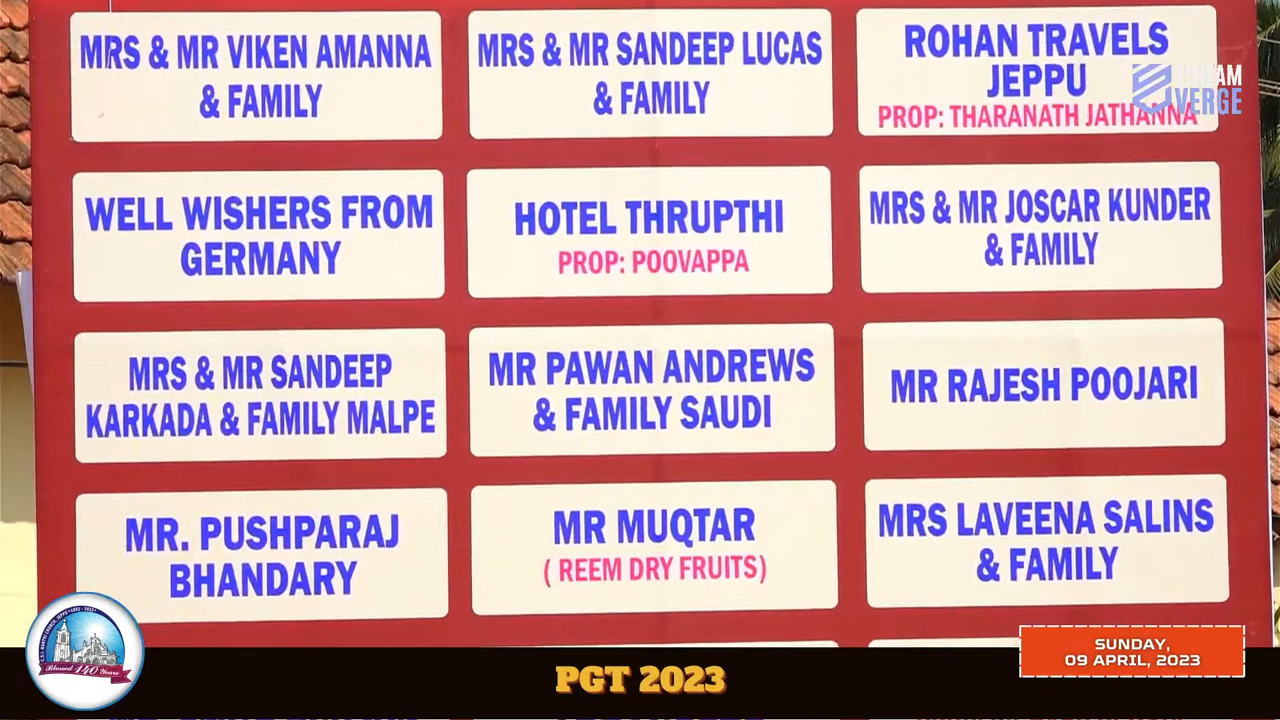 MRS & MR VIKEN AMANNA
& FAMILY
MRS & MR SANDEEP LUCAS
& FAMILY
ROHAN TRAVELS
JEPPU
PROP: THARANATH JATHANNA
VERGE
WELL WISHERS FROM
GERMANY
HOTEL THRUPTHI
PROP: POOVAPPA
MRS & MR JOSCAR KUNDER
& FAMILY
MRS & MR SANDEEP
KARKADA & FAMILY MALPE
MR PAWAN ANDREWS
& FAMILY SAUDI
MR RAJESH POOJARI
MR. PUSHPARAJ
BHANDARY
MR MUQTAR
( REEM DRY FRUITS)
MRS LAVEENA SALINS
& FAMILY
Blessed 140 Years
PGT 2023
SUNDAY,
09 APRIL, 2023